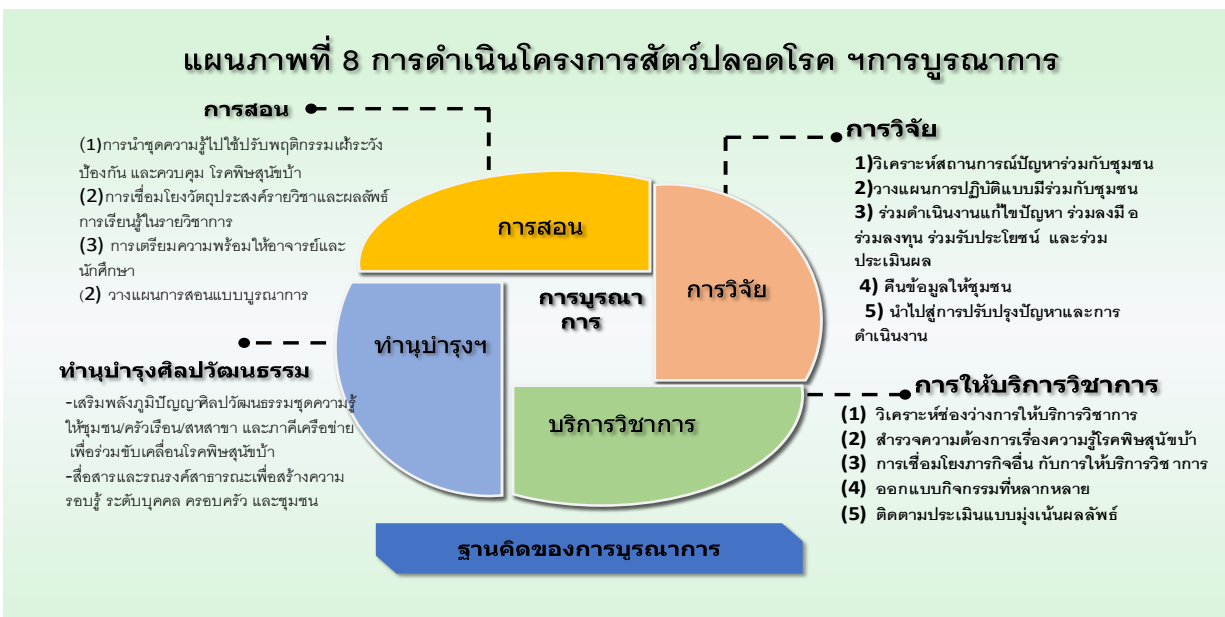 แผนภาพที่ 8 การดำเนินโครงการสัตว์ปลอดโรค ฯการบูรณาการ
การสอน
(1)การนำชุดความรู้ไปใช้ปรับพฤติกรรมเฝ้าระวัง
ป้องกัน และควบคุม โรคพิษสุนัขบ้า
(2)การเชื่อมโยงวัตถุประสงค์รายวิชาและผลลัพธ์
การเรียนรู้ในรายวิชาการ
(3) การเตรียมความพร้อมให้อาจารย์และ
นักศึกษา
(2) วางแผนการสอนแบบบูรณาการ
การวิจัย
1)วิเคราะห์สถานการณ์ปัญหาร่วมกับชุมชน
2)วางแผนการปฏิบัติแบบมีร่วมกับชุมชน
3) ร่วมดำเนินงานแก้ไขปัญหา ร่วมลงมือ
ร่วมลงทุน ร่วมรับประโยชน์ และร่วม
ประเมินผล
4) คืนข้อมูลให้ชุมชน
5) นำไปสู่การปรับปรุงปัญหาและการ
ดำเนินงาน
การสอน
การวิจัย
การบูรณา
การ
ทำนุบำรุงฯ
บริการวิชาการ
ทำนุบำรุงศิลปวัฒนธรรม
-เสริมพลังภูมิปัญญาศิลปวัฒนธรรมชุดความรู้
ให้ชุมชน/ครัวเรือน/สหสาขา และภาคีเครือข่าย
เพื่อร่วมขับเคลื่อนโรคพิษสุนัขบ้า
-สื่อสารและรณรงค์สาธารณะเพื่อสร้างความ
รอบรู้ ระดับบุคคล ครอบครัว และชุมชน
การให้บริการวิชาการ
(1) วิเคราะห์ช่องว่างการให้บริการวิชาการ
(2) สำรวจความต้องการเรื่องความรู้โรคพิษสุนัขบ้า
(3) การเชื่อมโยงภารกิจอื่น กับการให้บริการวิชาการ
(4) ออกแบบกิจกรรมที่หลากหลาย
(5) ติดตามประเมินแบบมุ่งเน้นผลลัพธ์
ฐานคิดของการบูรณาการ